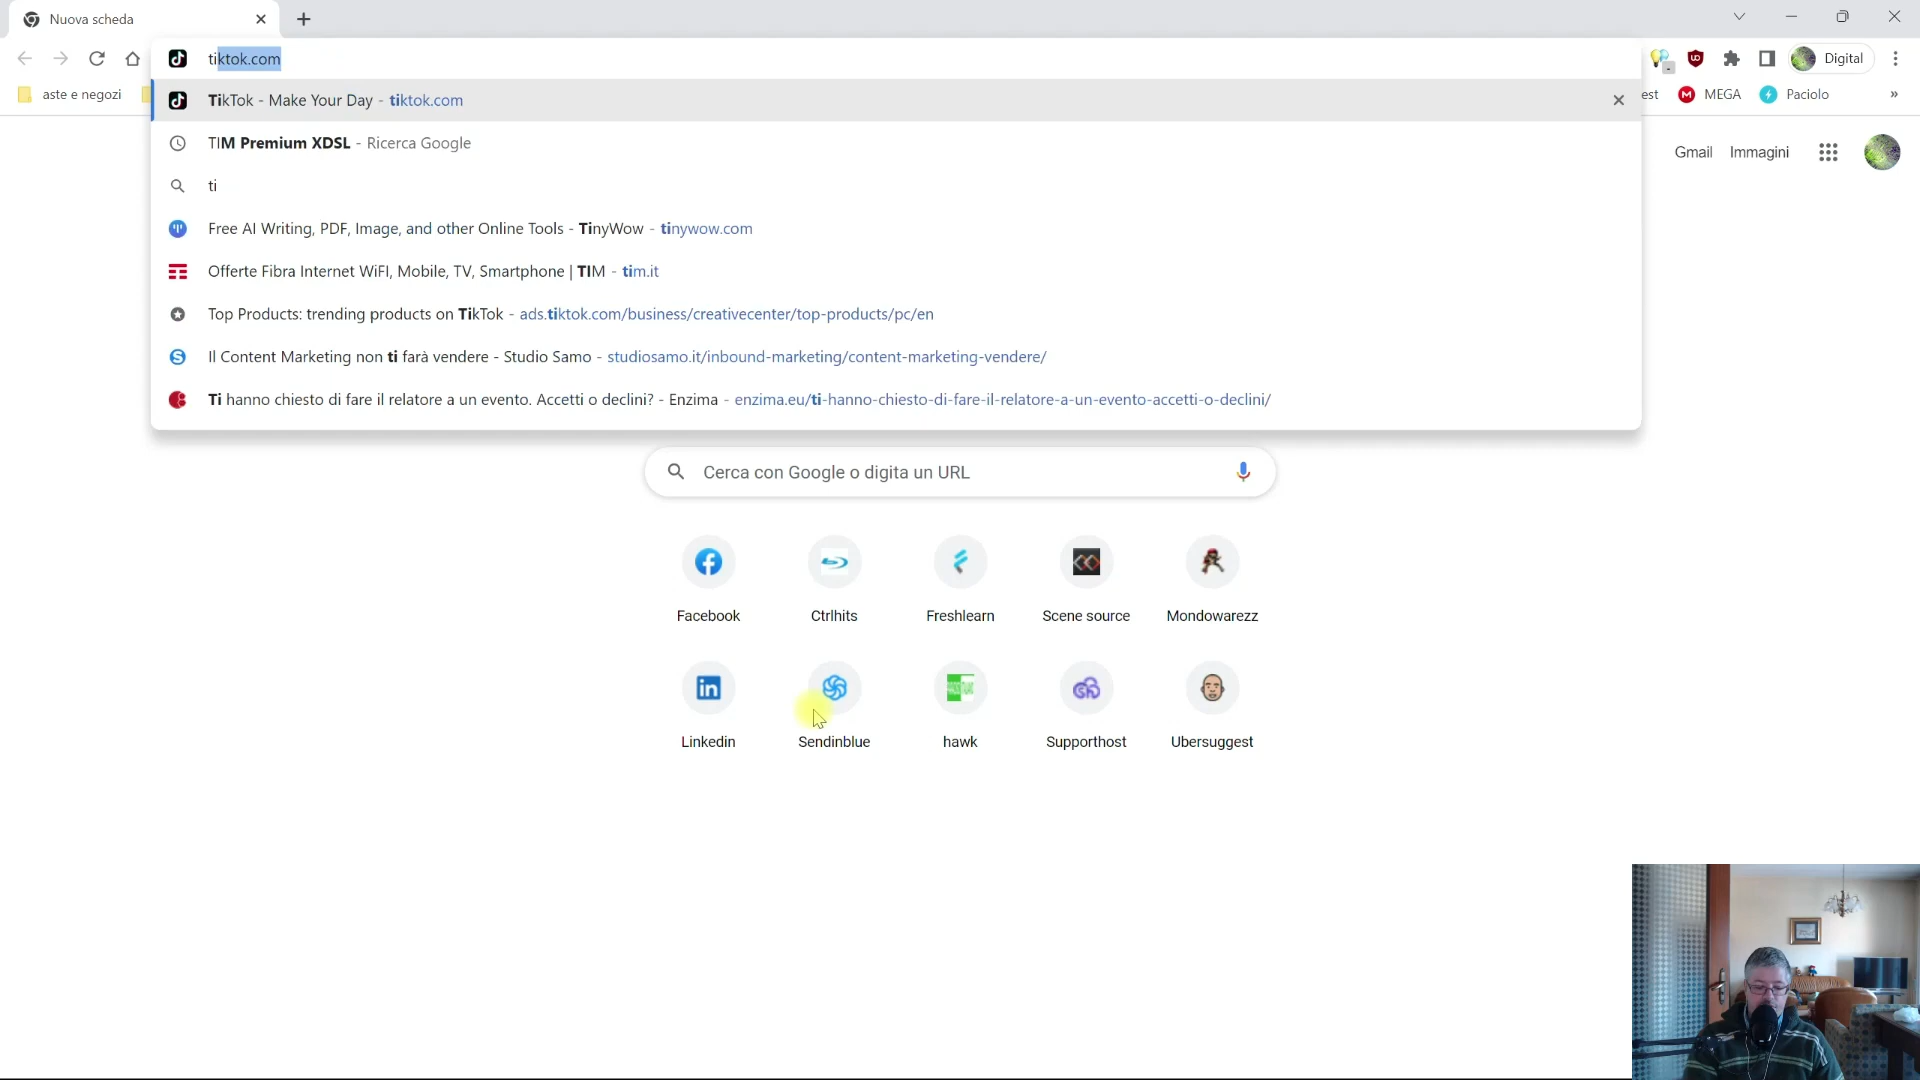 Nuova scheda
tiktok.com
Digital
aste e negozi
est
MEGA
Paciolo
»
TikTok - Make Your Day - tiktok.com
TIM Premium XDSL - Ricerca Google
ti
Free AI Writing, PDF, Image, and other Online Tools - TinyWow - tinywow.com
Offerte Fibra Internet WiFI, Mobile, TV, Smartphone | TIM - tim.it
Top Products: trending products on TikTok - ads.tiktok.com/business/creativecenter/top-products/pc/en
Il Content Marketing non ti farà vendere - Studio Samo - studiosamo.it/inbound-marketing/content-marketing-vendere/
Ti hanno chiesto di fare il relatore a un evento. Accetti o declini? - Enzima - enzima.eu/ti-hanno-chiesto-di-fare-il-relatore-a-un-evento-accetti-o-declini/
Gmail
Immagini
Cerca con Google o digita un URL
Facebook
Ctrlhits
Freshlearn
Scene source
Mondowarezz
Linkedin
Sendinblue
hawk
Supporthost
Ubersuggest